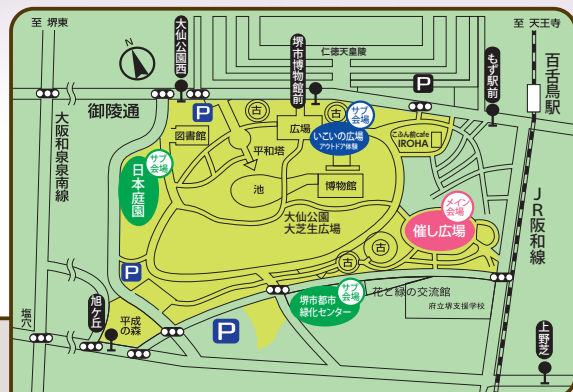 至 堺東
大仙公園西
仁徳天皇陵
至 天王寺
N
堺市博物館前
もず駅前
百舌鳥駅
P
御陵通
P
古
古
サブ
会場
広場
いこいの広場
アウトドア体験
こふん前cafe
IROHA
図書館
平和塔
大阪和泉泉南線
サブ
会場
日本庭園
池
博物館
メイン
会場
催し広場
JR阪和線
大仙公園
大芝生広場
古
古
P
サブ
会場
堺市都市
緑化センター
花と緑の交流館
府立堺支援学校
旭ケ丘
平成
の森
P
塩穴
上野芝